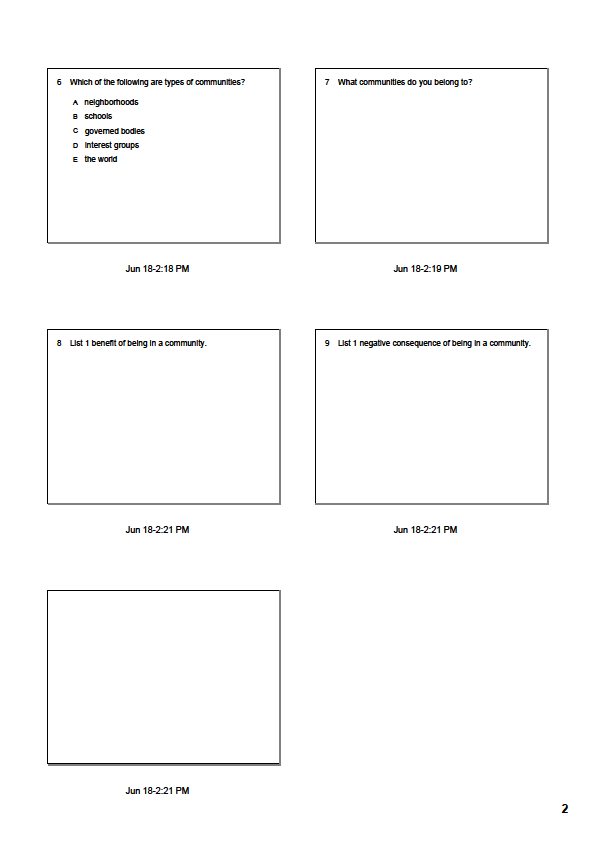 6 Which of the following are types of communities?
A neighborhoods
B schools
C governed bodies
D interest groups
E the world
Jun 18-2:18 PM
7 What communities do you belong to?
Jun 18-2:19 PM
8 List 1 benefit of being in a community.
Jun 18-2:21 PM
9 List 1 negative consequence of being in a community.
Jun 18-2:21 PM
Jun 18-2:21 PM
2